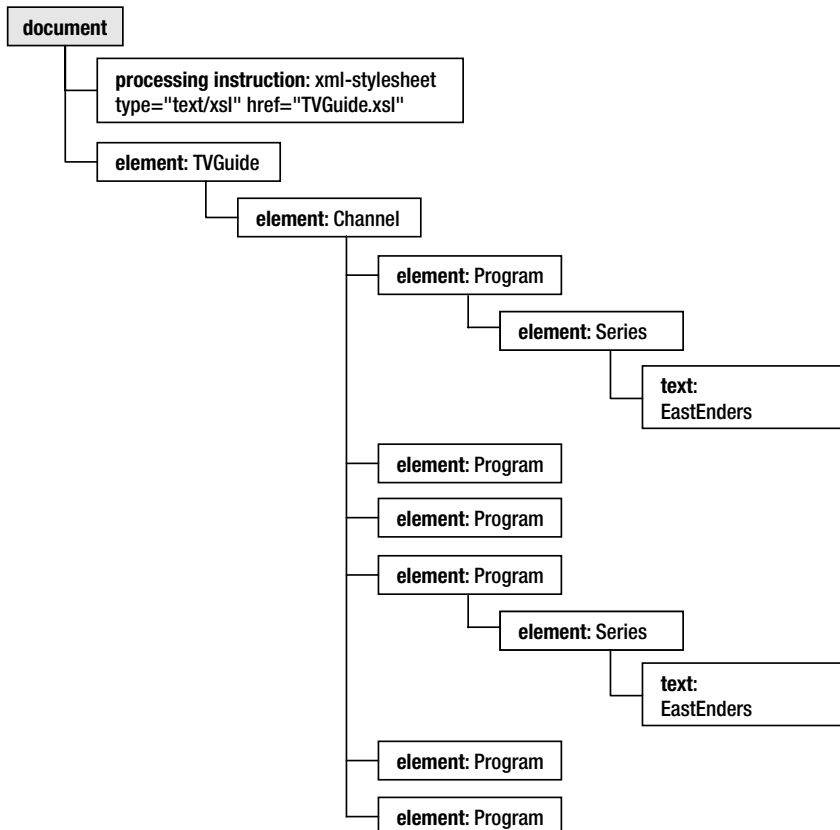 document
processing instruction: xml-stylesheet
type="text/xsl" href="TVGuide.xsl"
element: TVGuide
element: Channel
element: Program
element: Series
text:
EastEnders
element: Program
element: Program
element: Program
element: Series
text:
EastEnders
element: Program
element: Program